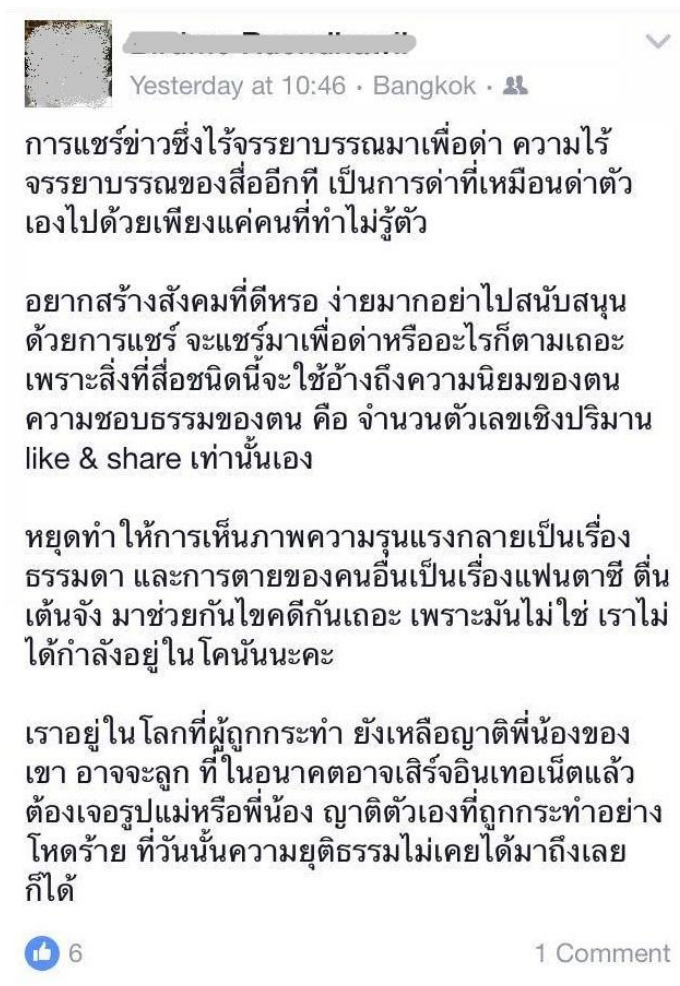 Yesterday at 10:46 · Bangkok ·
การแชร์ข่าวซึ่งไร้จรรยาบรรณมาเพื่อด่า ความไร้
จรรยาบรรณของสื่ออีกที เป็นการด่าที่เหมือนด่าตัว
เองไปด้วยเพียงแค่คนที่ทำไม่รู้ตัว
อยากสร้างสังคมที่ดีหรอ ง่ายมากอย่าไปสนับสนุน
ด้วยการแชร์ จะแชร์มาเพื่อด่าหรืออะไรก็ตามเถอะ
เพราะสิ่งที่สื่อชนิดนี้จะใช้อ้างถึงความนิยมของตน
ความชอบธรรมของตน คือ จำนวนตัวเลขเชิงปริมาน
like & share เท่านั้นเอง
หยุดทำให้การเห็นภาพความรุนแรงกลายเป็นเรื่อง
ธรรมดา และการตายของคนอื่นเป็นเรื่องแฟนตาซี ตื่น
เต้นจัง มาช่วยกันไขคดีกันเถอะ เพราะมันไม่ใช่ เราไม่
ได้กำลังอยู่ในโคนันนะคะ
เราอยู่ในโลกที่ผู้ถูกกระทำ ยังเหลือญาติพี่น้องของ
เขา อาจจะลูก ที่ในอนาคตอาจเสิร์จอินเทอเน็ตแล้ว
ต้องเจอรูปแม่หรือพี่น้อง ญาติตัวเองที่ถูกกระทำอย่าง
โหดร้าย ที่วันนั้นความยุติธรรมไม่เคยได้มาถึงเลย
ก็ได้
6
1 Comment